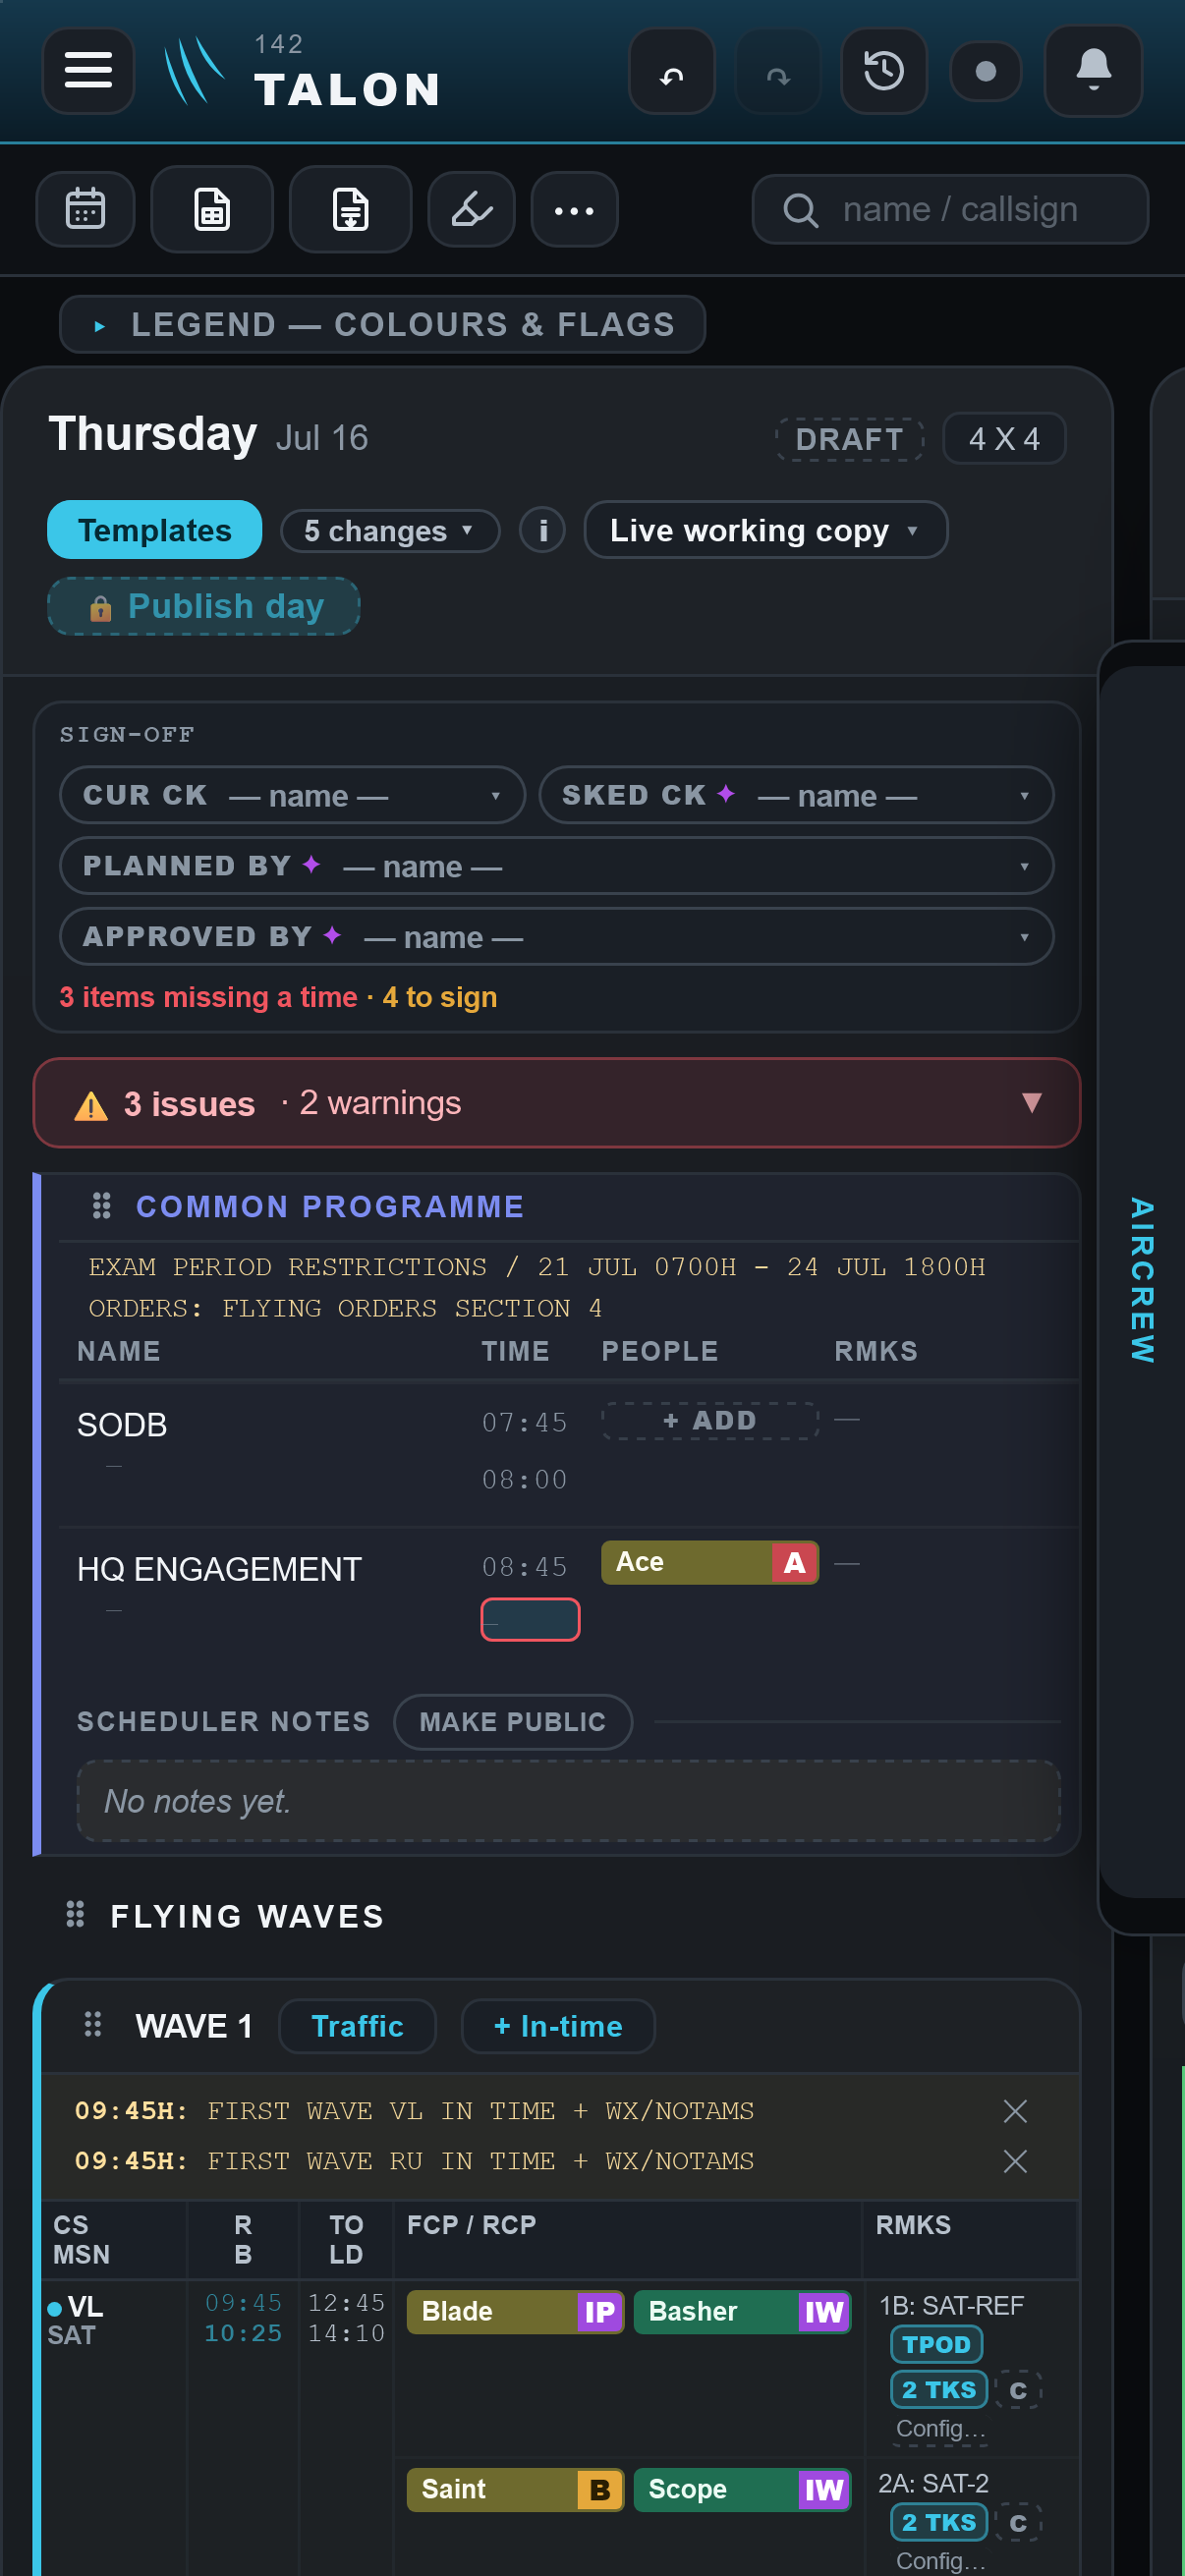 142
TALON
name / callsign
▸ LEGEND — COLOURS & FLAGS
Thursday Jul 16 DRAFT 4 X 4
Templates 5 changes ▾ i Live working copy ▾
🔒 Publish day
SIGN-OFF
CUR CK — name — ▾ SKED CK ✦ — name — ▾
PLANNED BY ✦ — name — ▾
APPROVED BY ✦ — name — ▾
3 items missing a time · 4 to sign
⚠️ 3 issues · 2 warnings ▼
AIRCREW
COMMON PROGRAMME
EXAM PERIOD RESTRICTIONS / 21 JUL 0700H - 24 JUL 1800H
ORDERS: FLYING ORDERS SECTION 4
NAME TIME PEOPLE RMKS
SODB 07:45 + ADD —
— 08:00
HQ ENGAGEMENT 08:45 Ace A —
— —
SCHEDULER NOTES MAKE PUBLIC
No notes yet.
FLYING WAVES
WAVE 1 Traffic + In-time
09:45H: FIRST WAVE VL IN TIME + WX/NOTAMS ×
09:45H: FIRST WAVE RU IN TIME + WX/NOTAMS ×
CS R TO FCP / RCP RMKS
MSN B LD
VL 09:45 12:45 Blade IP Basher IW 1B: SAT-REF
SAT 10:25 14:10 TPOD
2 TKS C
Config...
Saint B Scope IW 2A: SAT-2
2 TKS C
Config...